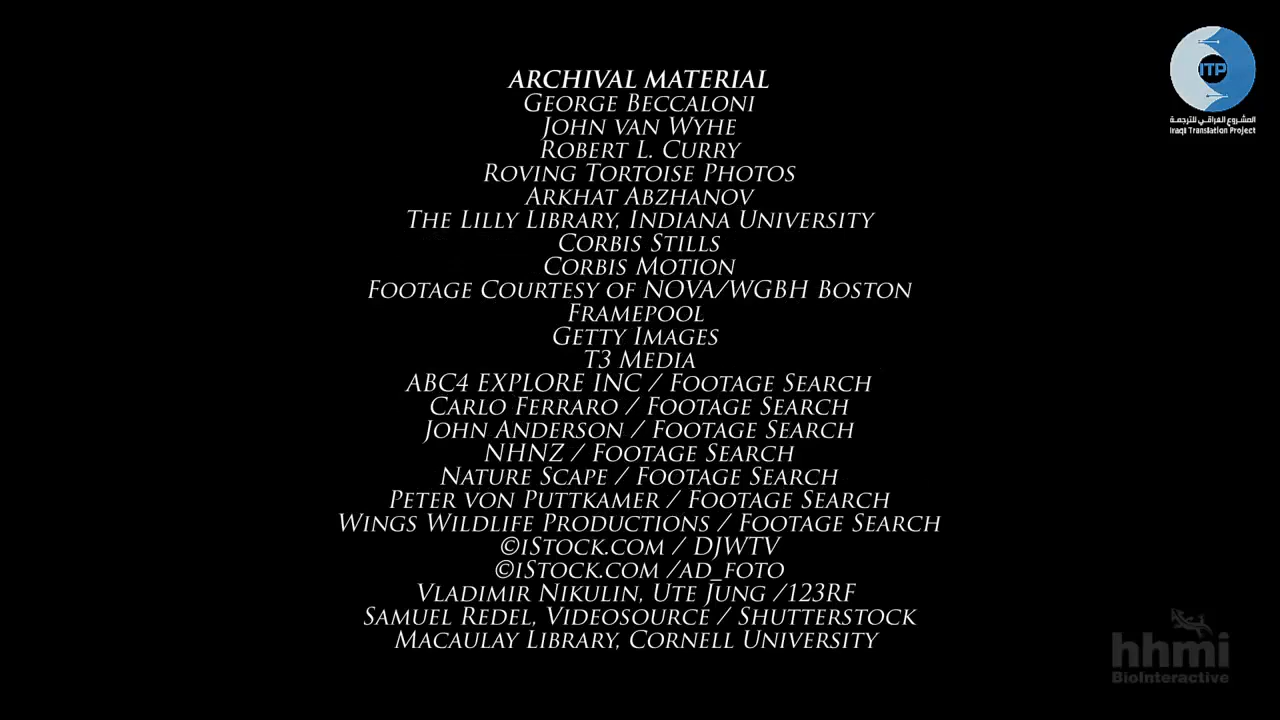 ARCHIVAL MATERIAL
GEORGE BECCALONI
JOHN VAN WYHE
ROBERT L. CURRY
ROVING TORTOISE PHOTOS
ARKHAT ABZHANOV
THE LILLY LIBRARY, INDIANA UNIVERSITY
CORBIS STILLS
CORBIS MOTION
FOOTAGE COURTESY OF NOVA/WGBH BOSTON
FRAMEPOOL
GETTY IMAGES
T3 MEDIA
ABC4 EXPLORE INC / FOOTAGE SEARCH
CARLO FERRARO / FOOTAGE SEARCH
JOHN ANDERSON / FOOTAGE SEARCH
NHNZ / FOOTAGE SEARCH
NATURE SCAPE / FOOTAGE SEARCH
PETER VON PUTTKAMER / FOOTAGE SEARCH
WINGS WILDLIFE PRODUCTIONS / FOOTAGE SEARCH
©ISTOCK.COM / DJWTV
©ISTOCK.COM /AD_FOTO
VLADIMIR NIKULIN, UTE JUNG /123RF
SAMUEL REDEL, VIDEOSOURCE / SHUTTERSTOCK
MACAULAY LIBRARY, CORNELL UNIVERSITY
ITP
المشروع العراقي للترجمة
Iraqi Translation Project
hhmi
BioInteractive